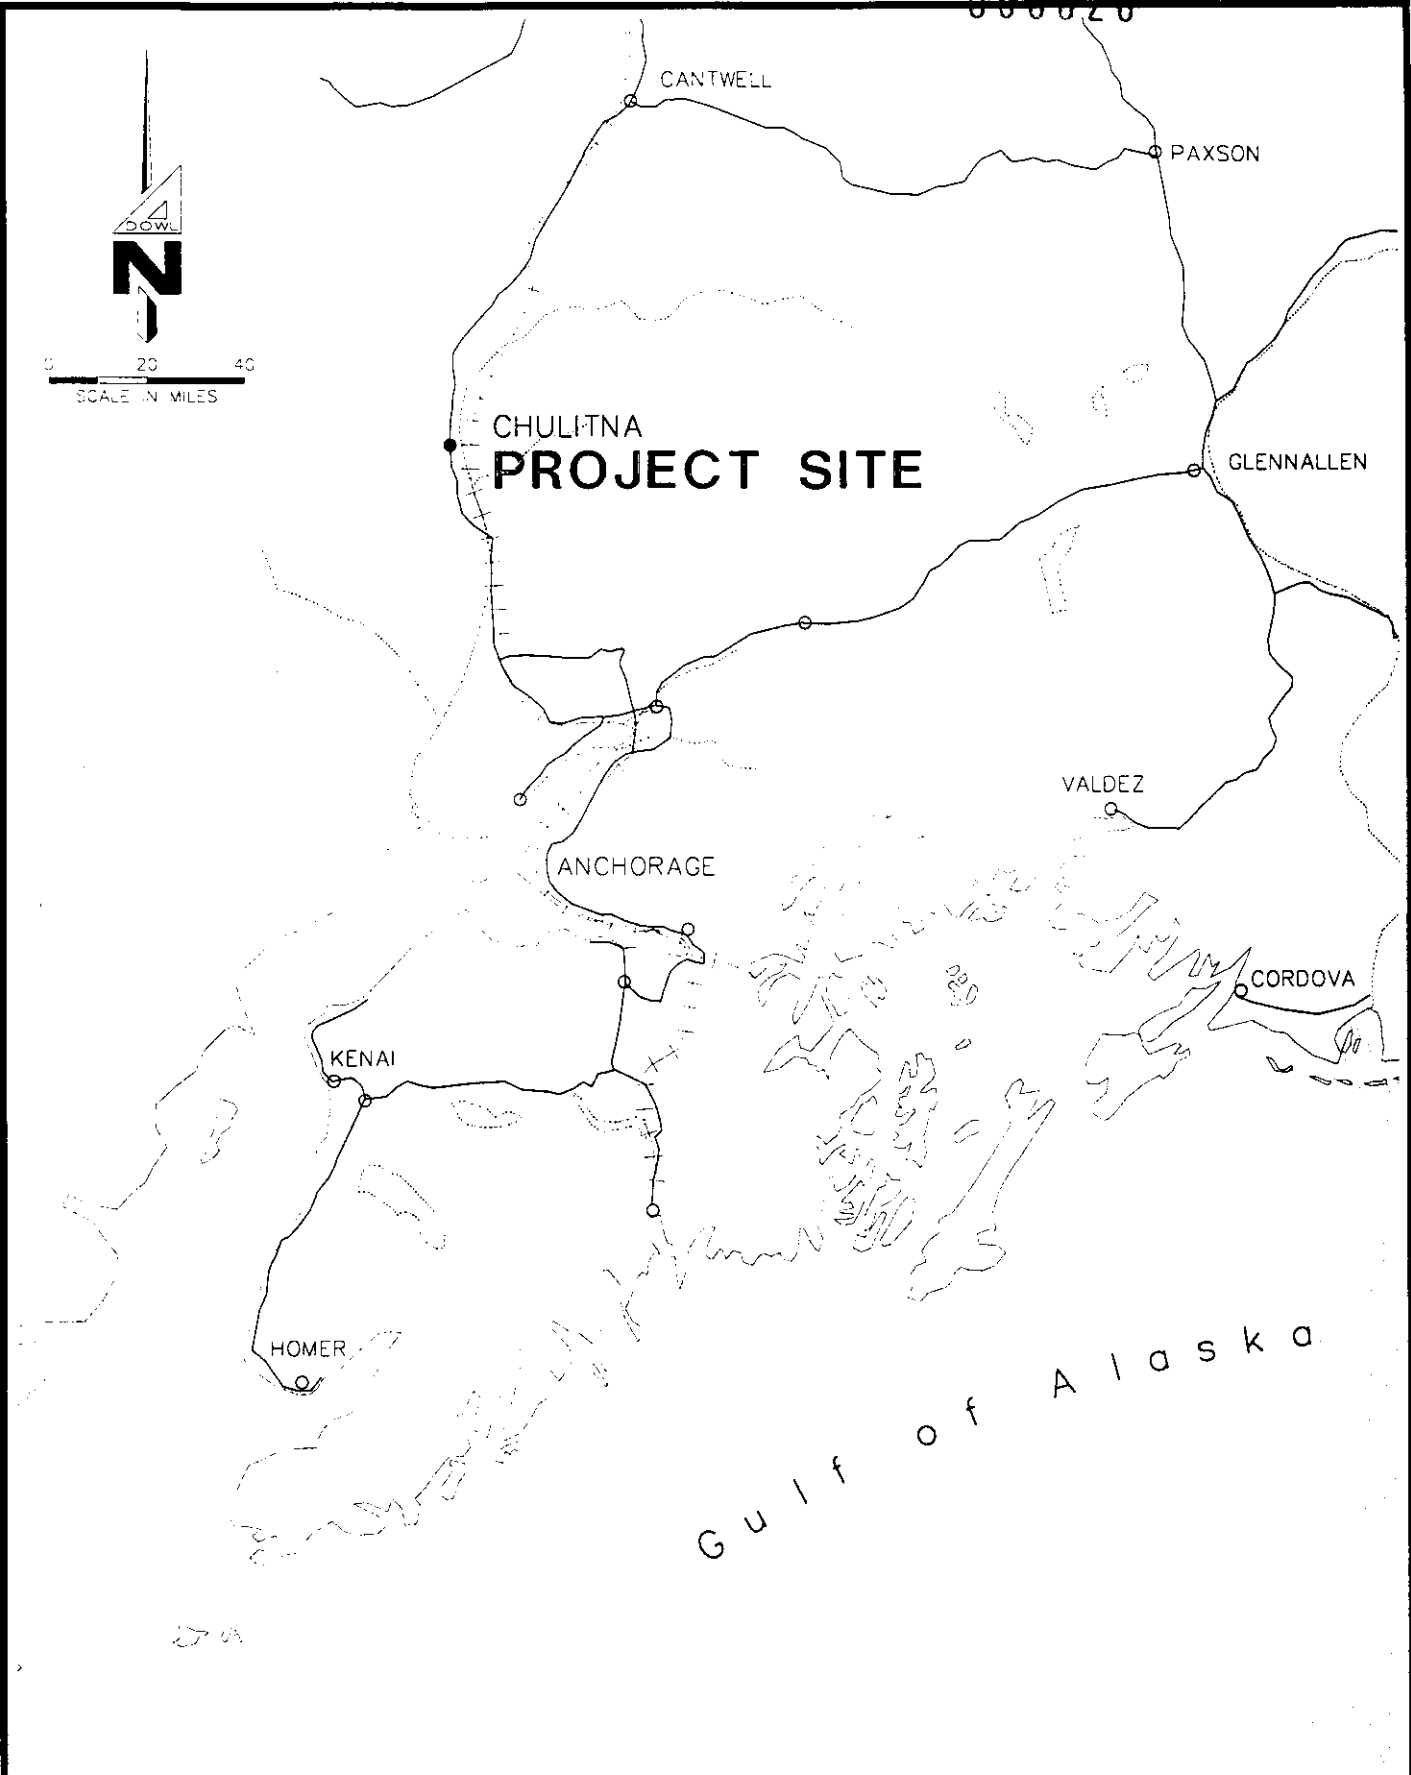 000020
CANTWELL
PAXSON
DOWL
N
0 20 40
SCALE IN MILES
CHULITNA
PROJECT SITE
GLENNALLEN
VALDEZ
ANCHORAGE
CORDOVA
KENAI
HOMER
Gulf of Alaska